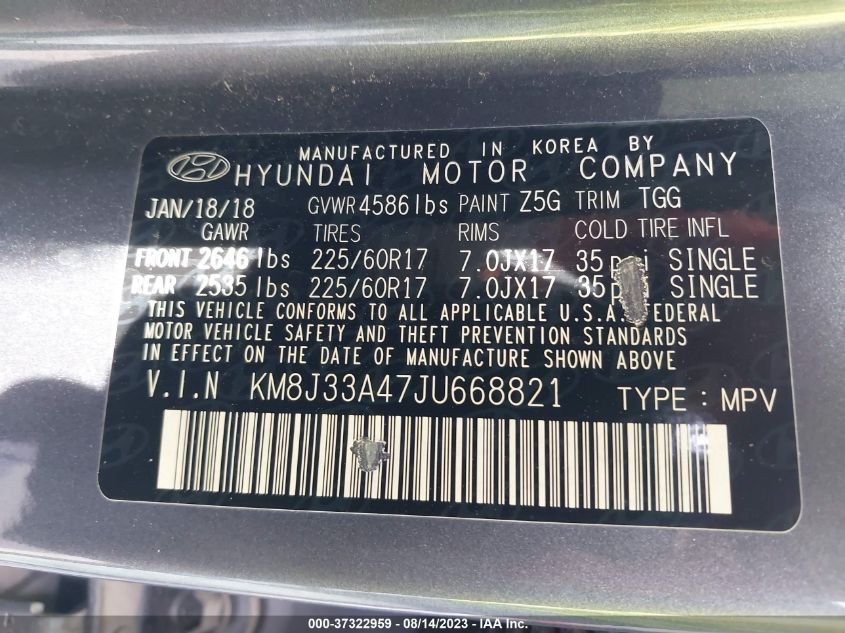 MANUFACTURED IN KOREA BY
HYUNDAI MOTOR COMPANY
JAN/18/18 GVWR 4586 lbs PAINT Z5G TRIM TGG
GAWR TIRES RIMS COLD TIRE INFL
FRONT 2646 lbs 225/60R17 7.0JX17 35 psi SINGLE
REAR 2535 lbs 225/60R17 7.0JX17 35 SINGLE
THIS VEHICLE CONFORMS TO ALL APPLICABLE U.S.A. FEDERAL
MOTOR VEHICLE SAFETY AND THEFT PREVENTION STANDARDS
IN EFFECT ON THE DATE OF MANUFACTURE SHOWN ABOVE
V.I.N KM8J33A47JU668821 TYPE : MPV
000-37322959 - 08/14/2023 - © IAA Inc.